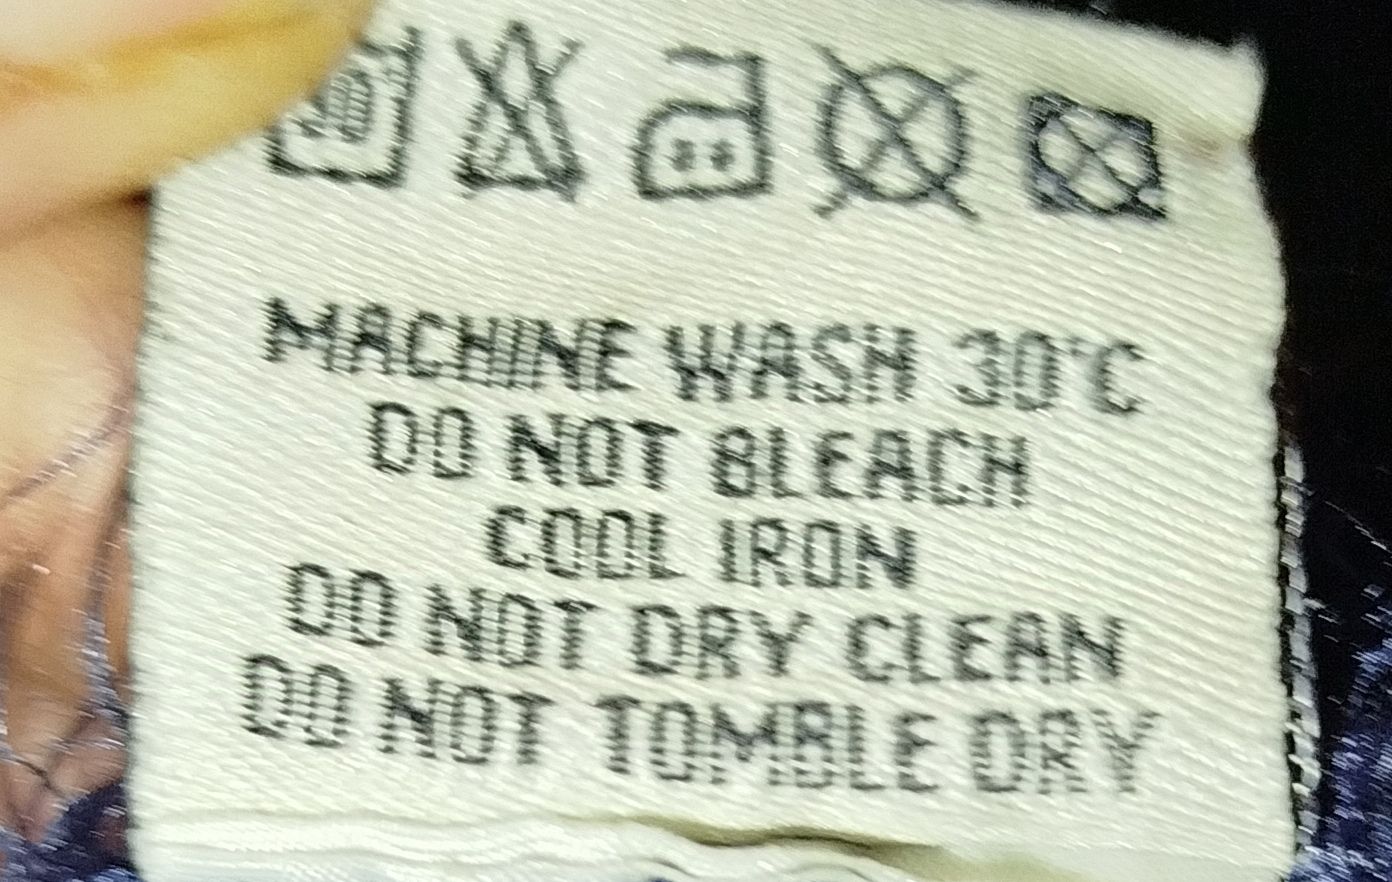 MACHINE WASH 30°C
DO NOT BLEACH
COOL IRON
DO NOT DRY CLEAN
DO NOT TOMBLE DRY